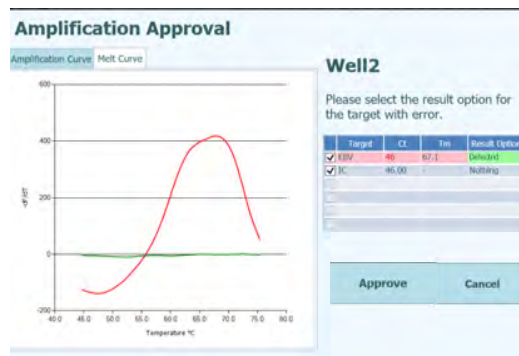 Amplification Approval
Amplification Curve Melt Curve
Well2
Please select the result option for
the target with error.
Target Ct Tm Result Option
EBV 46 67.1 Detected
IC 46.00 - Nothing
600
400
200
0
-200
-dF/dT
40.0 45.0 50.0 55.0 60.0 65.0 70.0 75.0 80.0
Temperature °C
Approve Cancel